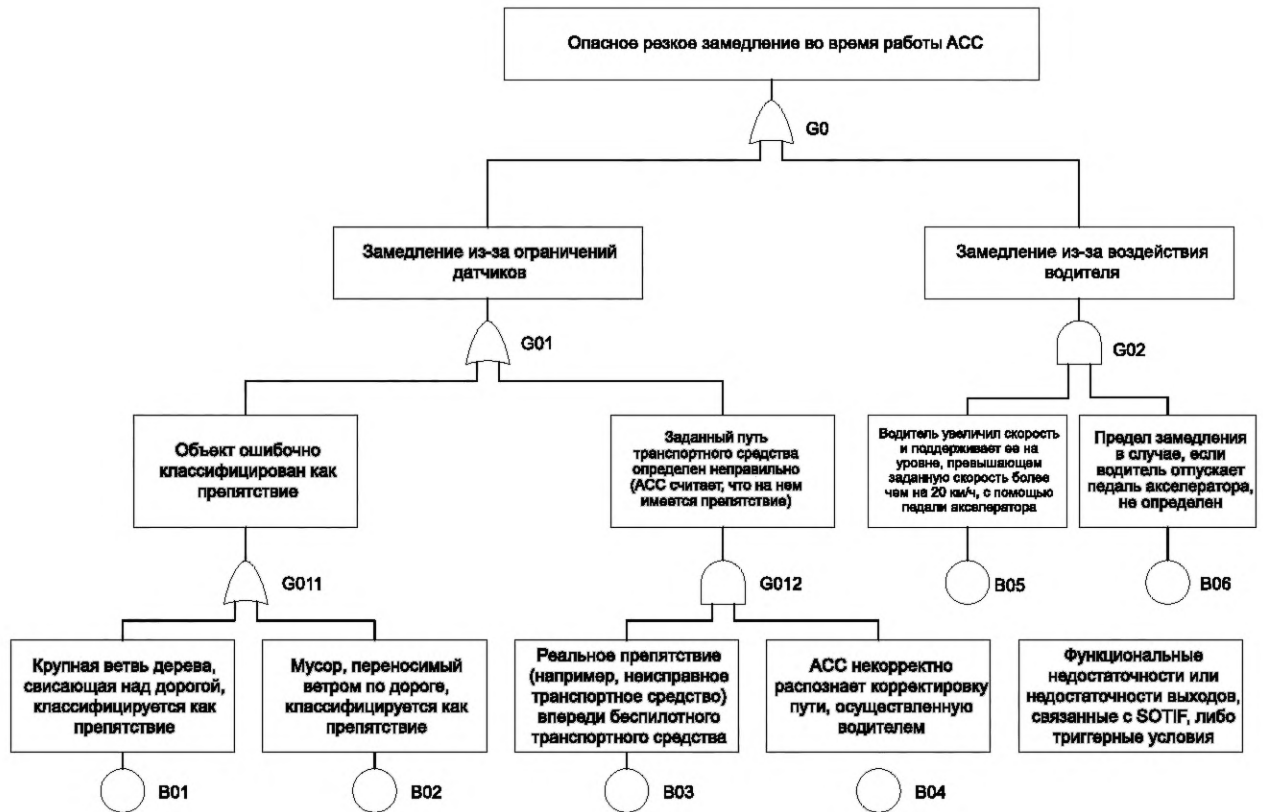 Опасное резкое замедление во время работы ACC
G0
Замедление из-за ограничений
датчиков
Замедление из-за воздействия
водителя
G01
G02
Объект ошибочно
классифицирован как
препятствие
Заданный путь
транспортного средства
определен неправильно
(ACC считает, что на нем
имеется препятствие)
Водитель увеличил скорость
и поддерживает ее на
уровне, превышающем
заданную скорость более
чем на 20 км/ч, с помощью
педали акселератора
Предел замедления
в случае, если
водитель отпускает
педаль акселератора,
не определен
G011
G012
B05
B06
Крупная ветвь дерева,
свисающая над дорогой,
классифицируется как
препятствие
Мусор, переносимый
ветром по дороге,
классифицируется как
препятствие
Реальное препятствие
(например, неисправное
транспортное средство)
впереди беспилотного
транспортного средства
ACC некорректно
распознает корректировку
пути, осуществленную
водителем
Функциональные
недостатки или
недостаточности выходов,
связанные с SOTIF, либо
триггерные условия
B01
B02
B03
B04